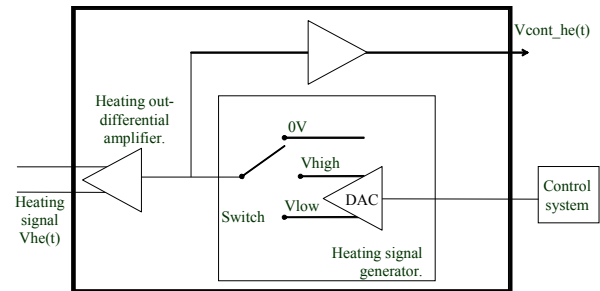 Vcont_he(t)
Heating out-
differential
amplifier.
0V
Vhigh
DAC
Vlow
Switch
Heating signal
generator.
Heating
signal
Vhe(t)
Control
system